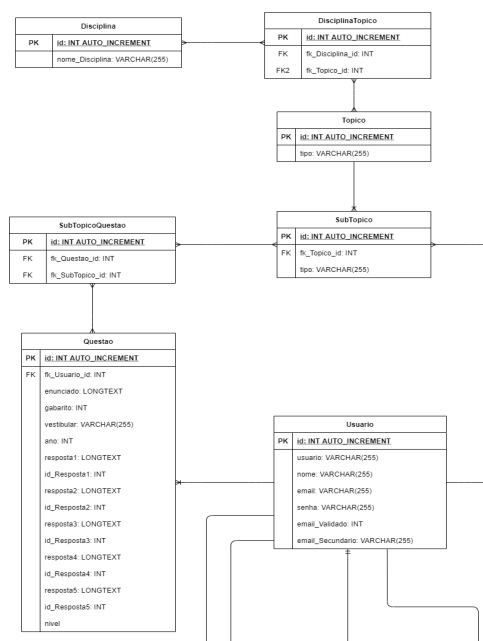 Disciplina
PK id: INT AUTO_INCREMENT
nome_Disciplina: VARCHAR(255)
DisciplinaTopico
PK id: INT AUTO_INCREMENT
FK fk_Disciplina_id: INT
FK2 fk_Topico_id: INT
Topico
PK id: INT AUTO_INCREMENT
tipo: VARCHAR(255)
SubTopicoQuestao
PK id: INT AUTO_INCREMENT
FK fk_Questao_id: INT
FK fk_SubTopico_id: INT
SubTopico
PK id: INT AUTO_INCREMENT
FK fk_Topico_id: INT
tipo: VARCHAR(255)
Questao
PK id: INT AUTO_INCREMENT
FK fk_Usuario_id: INT
enunciado: LONGTEXT
gabarito: INT
vestibular: VARCHAR(255)
ano: INT
resposta1: LONGTEXT
id_Resposta1: INT
resposta2: LONGTEXT
id_Resposta2: INT
resposta3: LONGTEXT
id_Resposta3: INT
resposta4: LONGTEXT
id_Resposta4: INT
resposta5: LONGTEXT
id_Resposta5: INT
nivel
Usuario
PK id: INT AUTO_INCREMENT
usuario: VARCHAR(255)
nome: VARCHAR(255)
email: VARCHAR(255)
senha: VARCHAR(255)
email_Validado: INT
email_Secundario: VARCHAR(255)